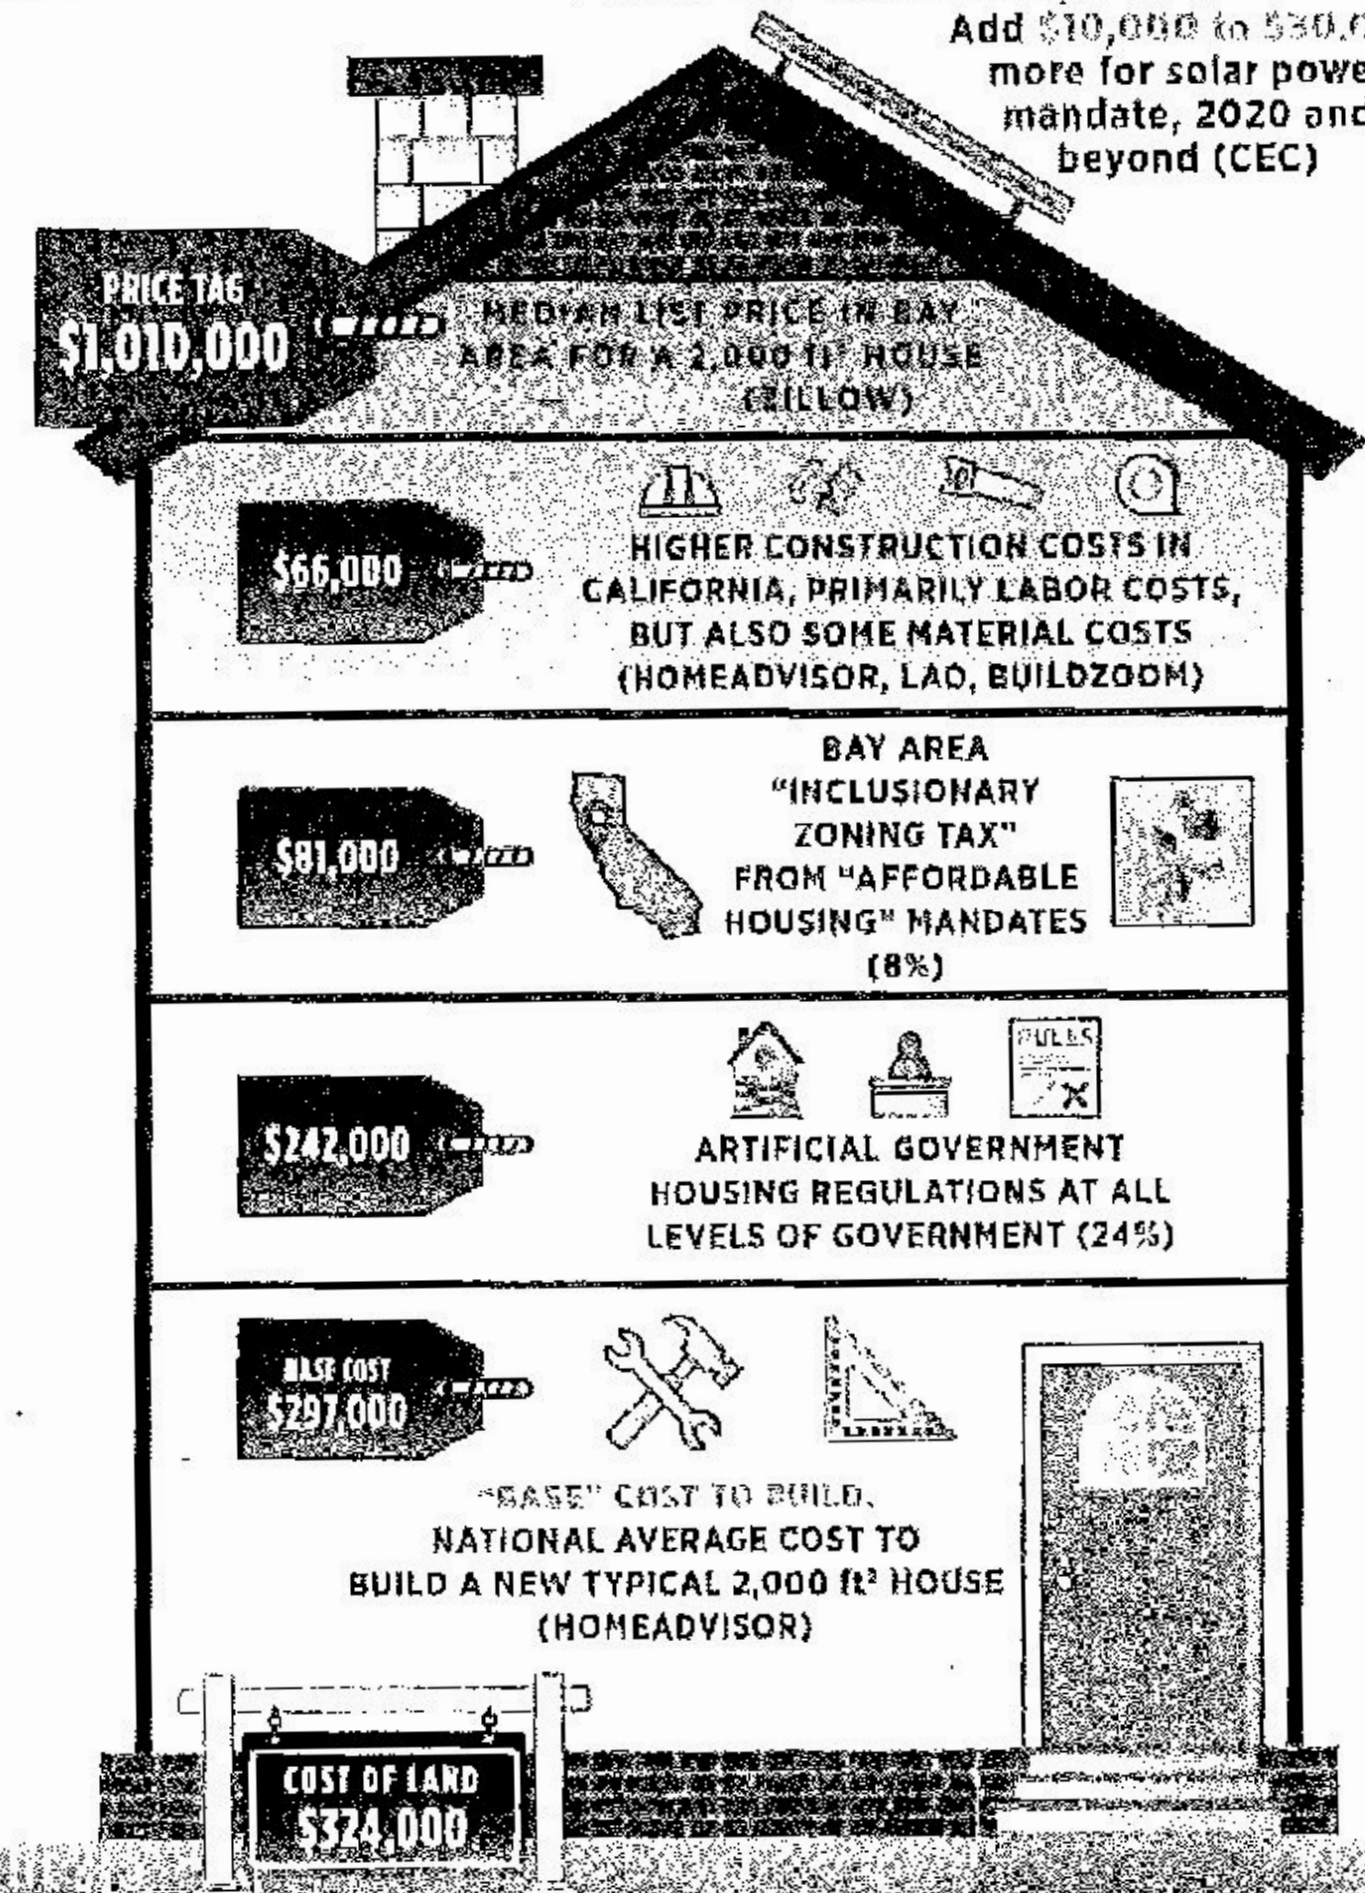 Add $10,000 to
more for solar
mandate, 2020 and
beyond (CEC)
PRICE TAG
$1,010,000
MEDIAN LIST PRICE IN BAY
AREA FOR A 2,000 ft² HOUSE
(ZILLOW)
$66,000
HIGHER CONSTRUCTION COSTS IN
CALIFORNIA, PRIMARILY LABOR COSTS,
BUT ALSO SOME MATERIAL COSTS
(HOMEADVISOR, LAO, BUILDZOOM)
$81,000
BAY AREA
"INCLUSIONARY
ZONING TAX"
FROM "AFFORDABLE
HOUSING" MANDATES
(8%)
$242,000
RULES
ARTIFICIAL GOVERNMENT
HOUSING REGULATIONS AT ALL
LEVELS OF GOVERNMENT (24%)
BASE COST
$297,000
"BASE" COST TO BUILD.
NATIONAL AVERAGE COST TO
BUILD A NEW TYPICAL 2,000 ft² HOUSE
(HOMEADVISOR)
COST OF LAND
$324,000